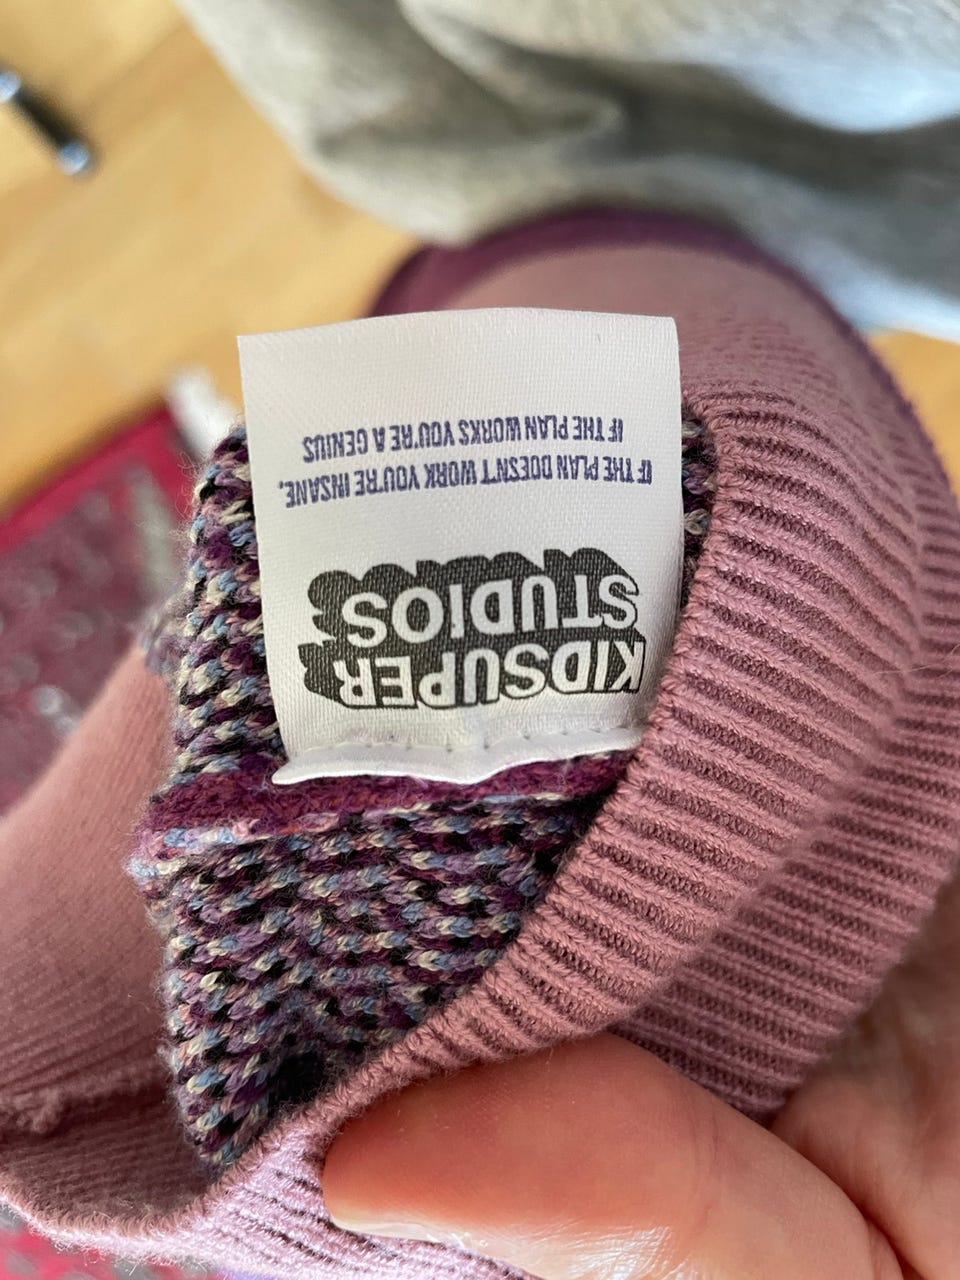 KIDSUPER
STUDIOS
IF THE PLAN DOESN'T WORK YOU'RE INSANE.
IF THE PLAN WORKS YOU'RE A GENIUS